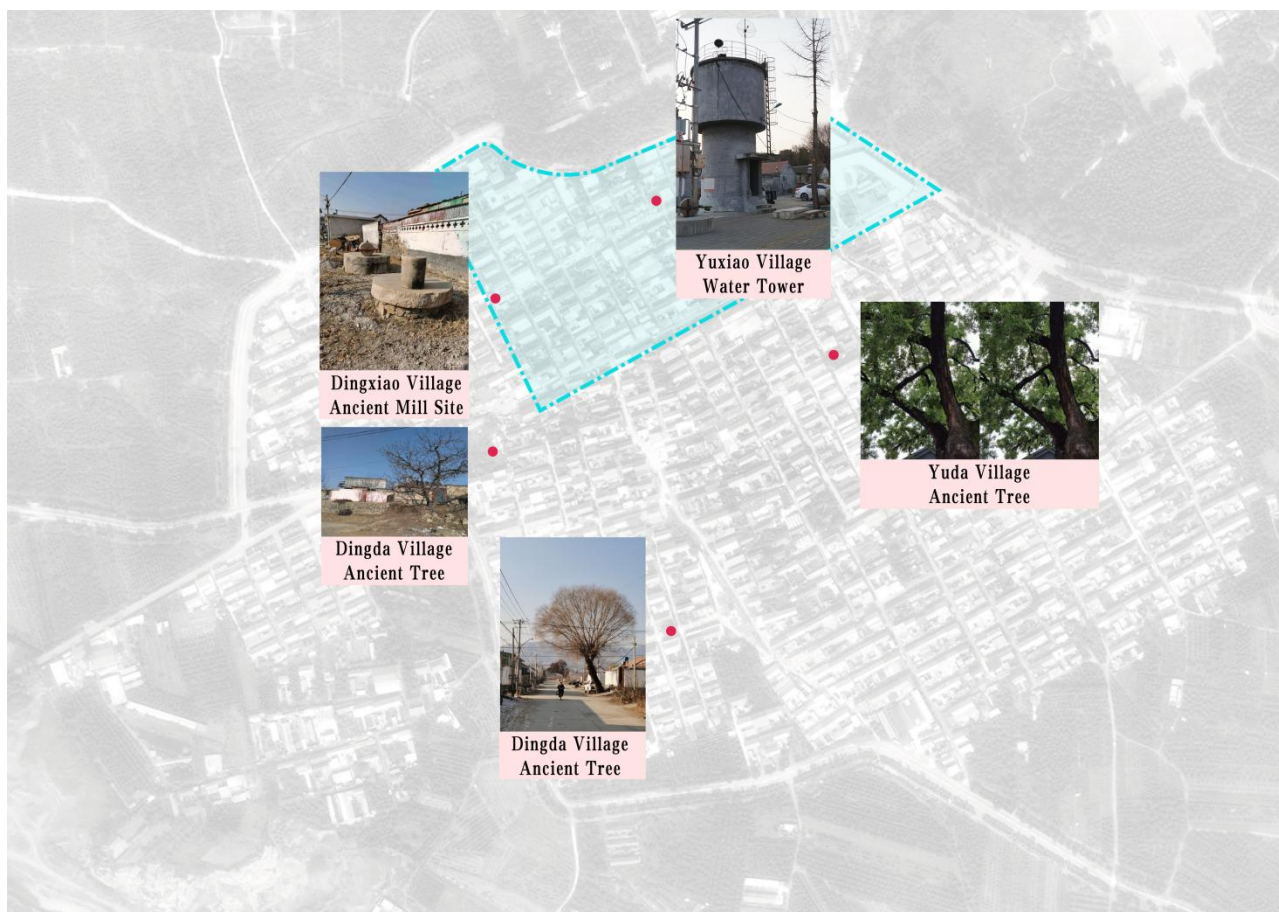 Yuxiao Village
Water Tower
Dingxiao Village
Ancient Mill Site
Yuda Village
Ancient Tree
Dingda Village
Ancient Tree
Dingda Village
Ancient Tree